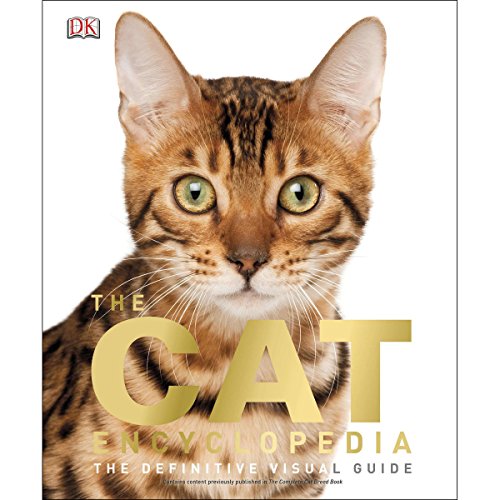 DK
THE
CAT
ENCYCLOPEDIA
THE DEFINITIVE VISUAL GUIDE
Contains content previously published in The Complete Cat Breed Book